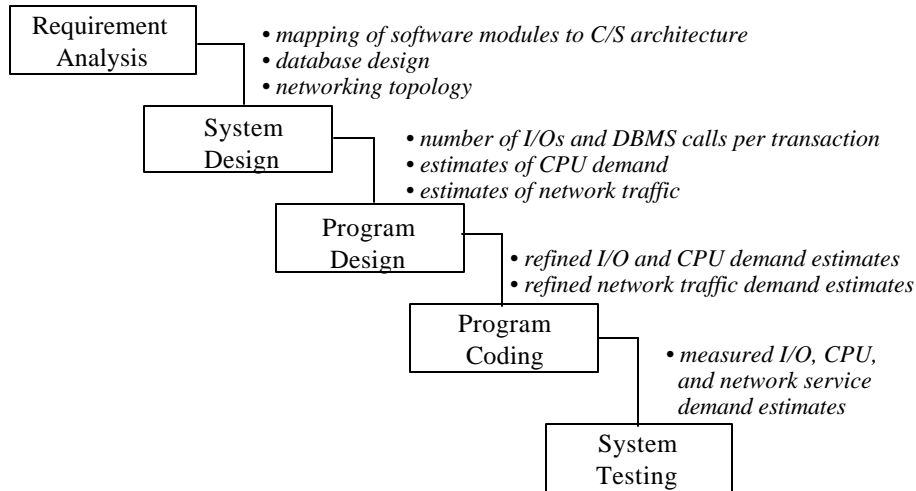 Requirement
Analysis
• mapping of software modules to C/S architecture
• database design
• networking topology
System
Design
• number of I/Os and DBMS calls per transaction
• estimates of CPU demand
• estimates of network traffic
Program
Design
• refined I/O and CPU demand estimates
• refined network traffic demand estimates
Program
Coding
• measured I/O, CPU,
and network service
demand estimates
System
Testing